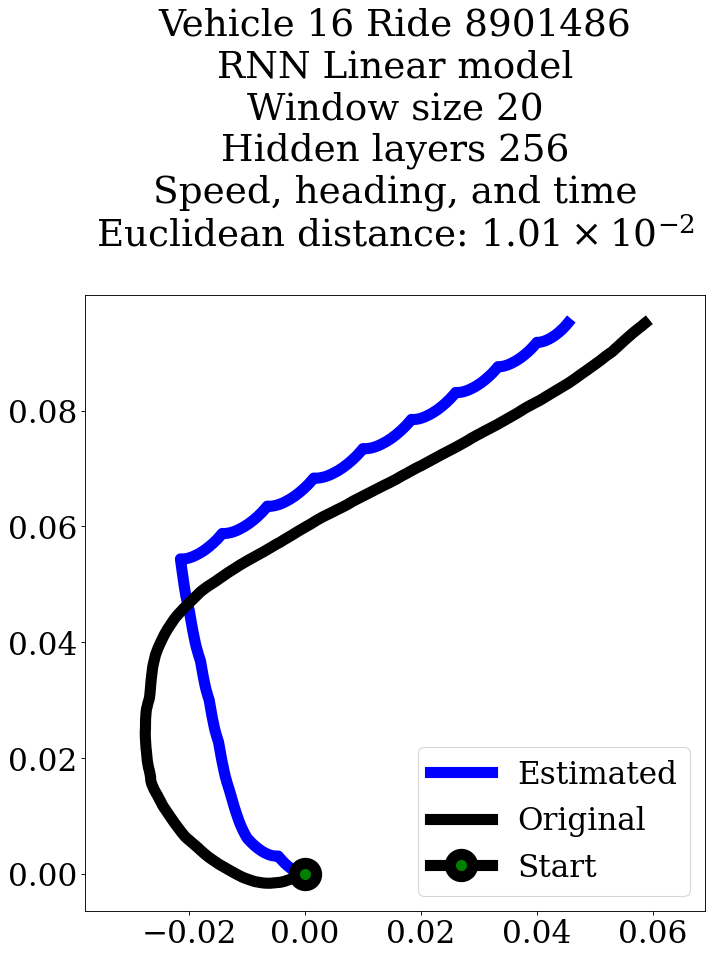 Vehicle 16 Ride 8901486
RNN Linear model
Window size 20
Hidden layers 256
Speed, heading, and time
Euclidean distance: 1.01 × 10⁻²
0.08
0.06
0.04
0.02
0.00
Estimated
Original
Start
−0.02 0.00 0.02 0.04 0.06